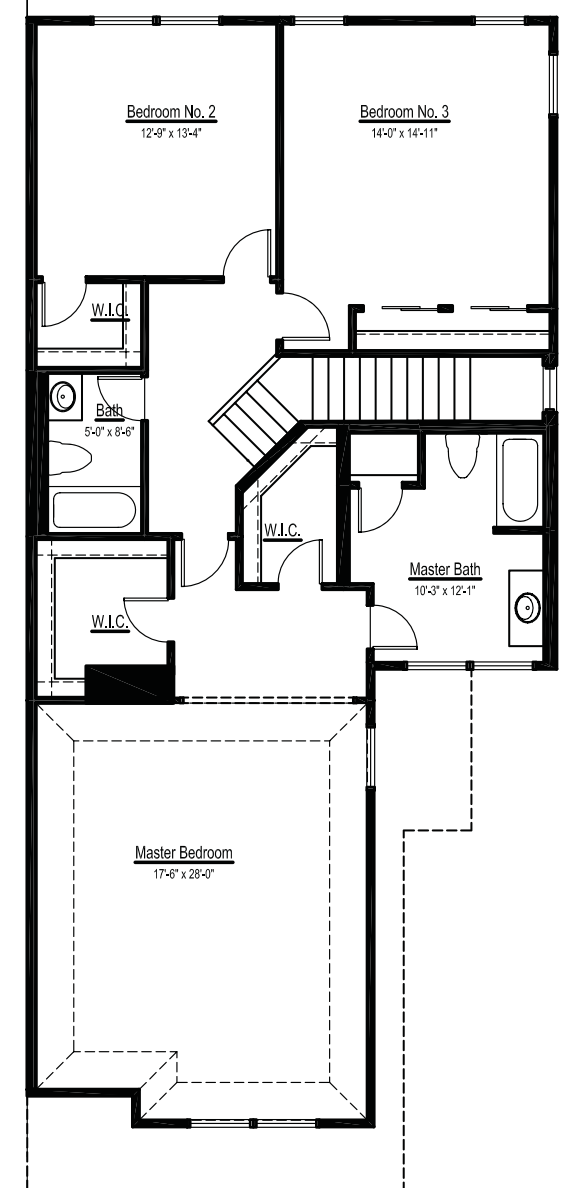 Bedroom No. 2
12'-9" x 13'-4"
Bedroom No. 3
14'-0" x 14'-11"
W.I.C.
Bath
5'-0" x 8'-6"
W.I.C.
Master Bath
10'-3" x 12'-1"
W.I.C.
Master Bedroom
17'-6" x 28'-0"